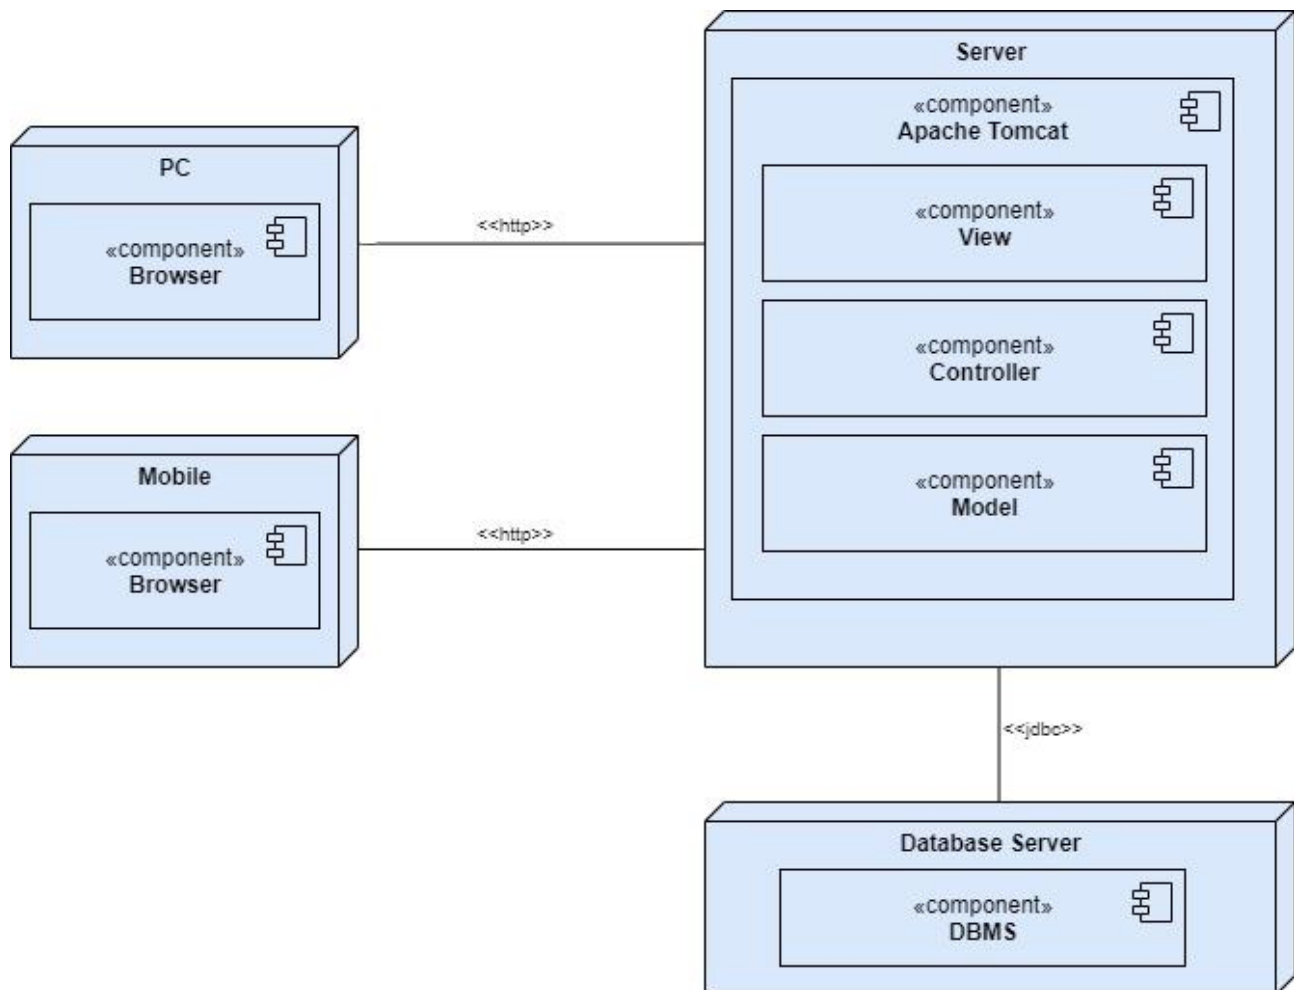 Server
«component»
Apache Tomcat
PC
«component»
View
<<http>>
«component»
Browser
«component»
Controller
Mobile
«component»
Model
<<http>>
«component»
Browser
<<jdbc>>
Database Server
«component»
DBMS